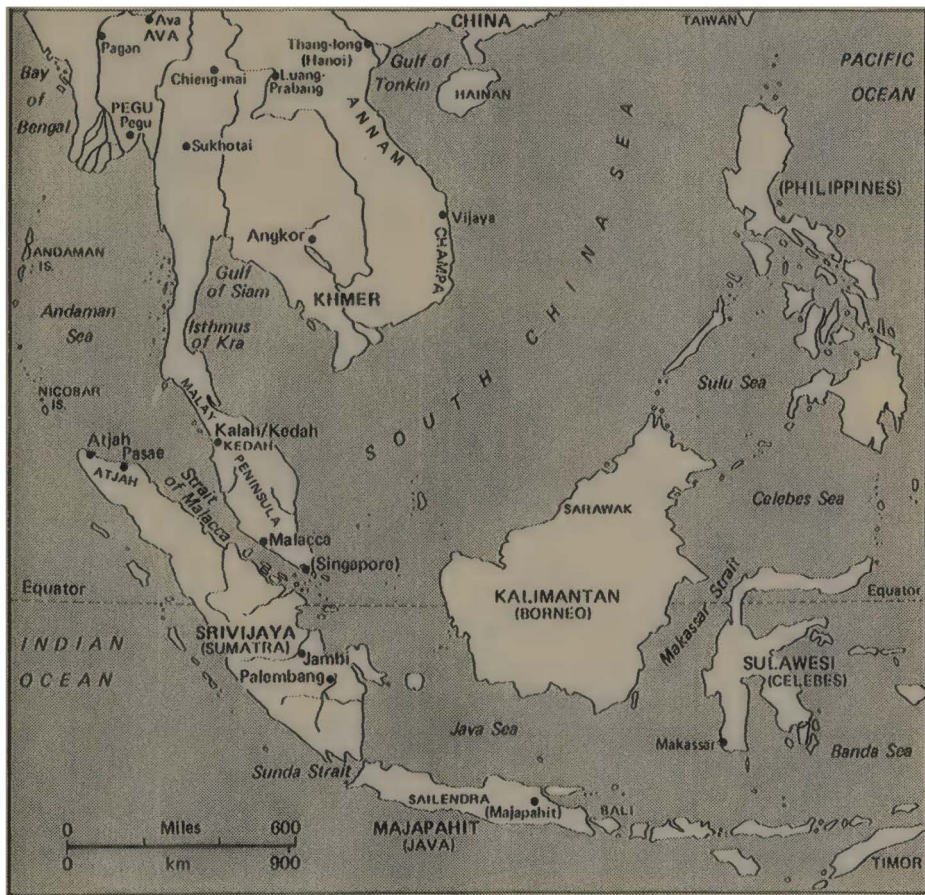 CHINA
TAIWAN
Ava
AVA
Pagan
Thang-long
(Hanoi)
Gulf of
Tonkin
PACIFIC
OCEAN
Bay
of
Bengal
Chieng-mai
Luang-
Prabang
HAINAN
ANNAM
PEGU
Pegu
Sukhotai
(PHILIPPINES)
Vijaya
CHAMPA
Angkor
ANDAMAN
IS.
Gulf
of Siam
KHMER
SOUTH CHINA SEA
Andaman
Sea
Isthmus
of Kra
NICOBAR
IS.
Sulu Sea
MALAY
PENINSULA
Kalah/Kedah
KEDAH
Atjah
Pasae
ATJAH
Strait
of Malacca
Celebes Sea
SARAWAK
Malacca
(Singapore)
Equator
KALIMANTAN
(BORNEO)
Makassar Strait
Equator
INDIAN
OCEAN
SRIVIJAYA
(SUMATRA)
Jambi
Palembang
SULAWESI
(CELEBES)
Java Sea
Makassar
Banda Sea
Sunda Strait
SAILENDRA
(Majapahit)
BALI
MAJAPAHIT
(JAVA)
TIMOR
0 Miles 600
0 km 900